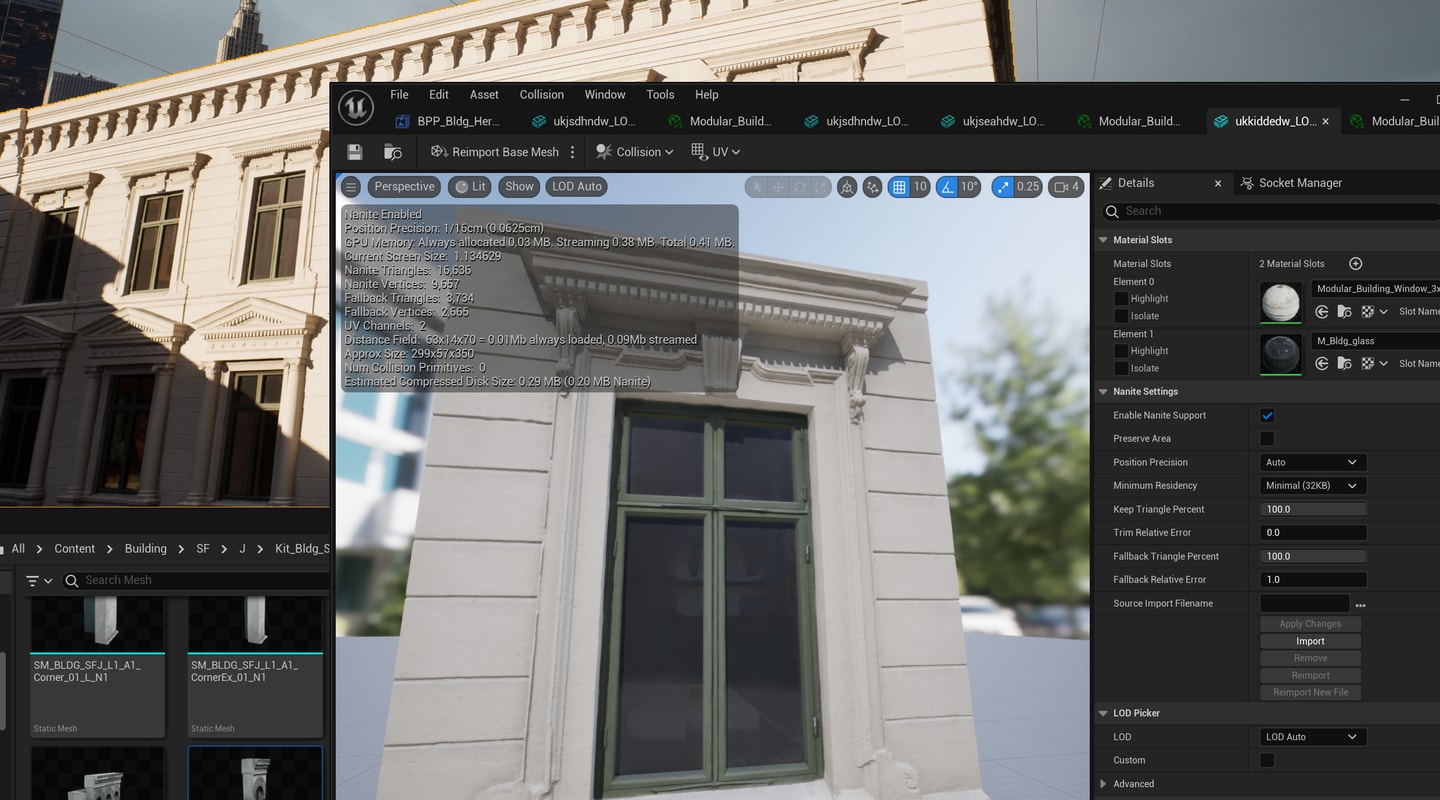 File Edit Asset Collision Window Tools Help
BPP_Bldg_Her... ukjsdhndw_LO... Modular_Build... ukjsdhndw_LO... ukjseahdw_LO... Modular_Build... ukkiddedw_LO... × Modular_Buil
Reimport Base Mesh Collision UV
Perspective Lit Show LOD Auto 10 10° 0.25 4
Nanite Enabled
Position Precision: 1/16cm (0.0625cm)
GPU Memory: Always allocated 0.03 MB. Streaming 0.38 MB. Total 0.41 MB.
Current Screen Size: 1.134629
Nanite Triangles: 16,636
Nanite Vertices: 9,657
Fallback Triangles: 3,734
Fallback Vertices: 2,665
UV Channels: 2
Distance Field: 63x14x70 = 0.01Mb always loaded, 0.09Mb streamed
Approx Size: 299x57x350
Num Collision Primitives: 0
Estimated Compressed Disk Size: 0.29 MB (0.20 MB Nanite)
Details × Socket Manager
Search
Material Slots
Material Slots 2 Material Slots
Element 0
Highlight
Isolate
Modular_Building_Window_3x
Slot Name
Element 1
Highlight
Isolate
M_Bldg_glass
Slot Name
Nanite Settings
Enable Nanite Support
Preserve Area
Position Precision Auto
Minimum Residency Minimal (32KB)
Keep Triangle Percent 100.0
Trim Relative Error 0.0
Fallback Triangle Percent 100.0
Fallback Relative Error 1.0
Source Import Filename
Apply Changes
Import
Remove
Reimport
Reimport New File
LOD Picker
LOD LOD Auto
Custom
Advanced
All > Content > Building > SF > J > Kit_Bldg_S
Search Mesh
SM_BLDG_SFJ_L1_A1_
Corner_01_L_N1
Static Mesh
SM_BLDG_SFJ_L1_A1_
CornerEx_01_N1
Static Mesh